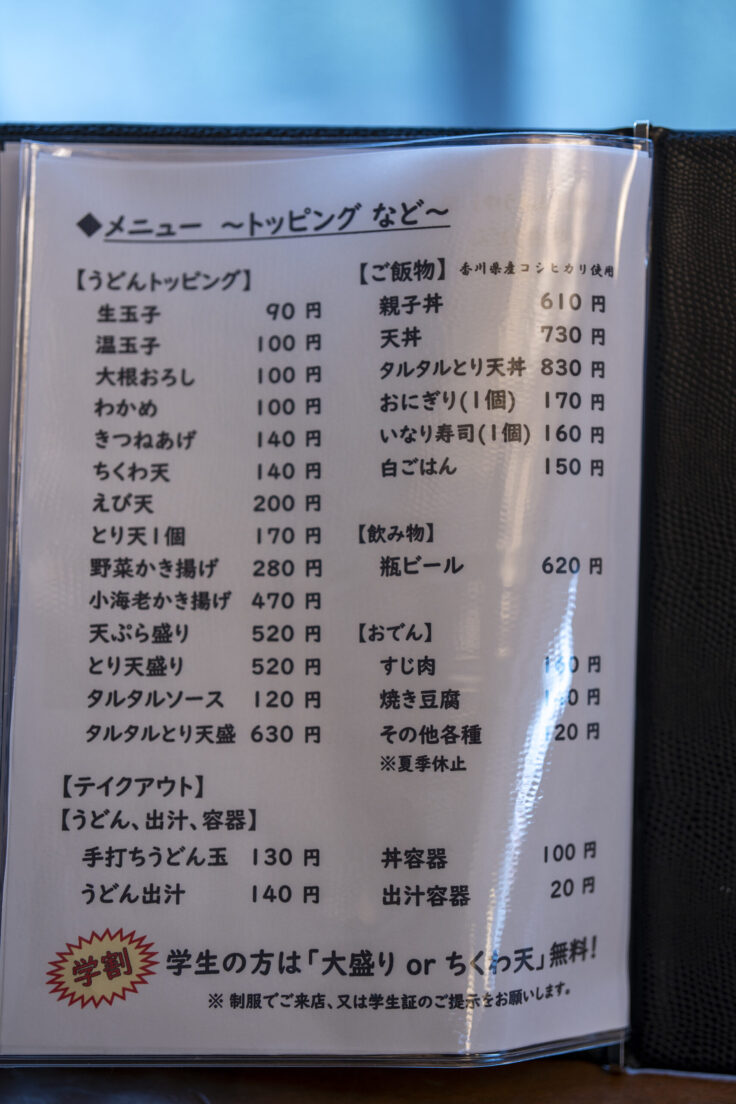 ◆メニュー ～トッピング など～
【うどんトッピング】
生玉子 90 円
温玉子 100 円
大根おろし 100 円
わかめ 100 円
きつねあげ 140 円
ちくわ天 140 円
えび天 200 円
とり天1個 170 円
野菜かき揚げ 280 円
小海老かき揚げ 470 円
天ぷら盛り 520 円
とり天盛り 520 円
タルタルソース 120 円
タルタルとり天盛 630 円
【ご飯物】 香川県産コシヒカリ使用
親子丼 610 円
天丼 730 円
タルタルとり天丼 830 円
おにぎり(1個) 170 円
いなり寿司(1個) 160 円
白ごはん 150 円
【飲み物】
瓶ビール 620 円
【おでん】
すじ肉 円
焼き豆腐 円
その他各種 円
※夏季休止
【テイクアウト】
【うどん、出汁、容器】
手打ちうどん玉 130 円
うどん出汁 140 円
丼容器 100 円
出汁容器 20 円
学割 学生の方は「大盛り or ちくわ天」無料!
※ 制服でご来店、又は学生証のご提示をお願いします。